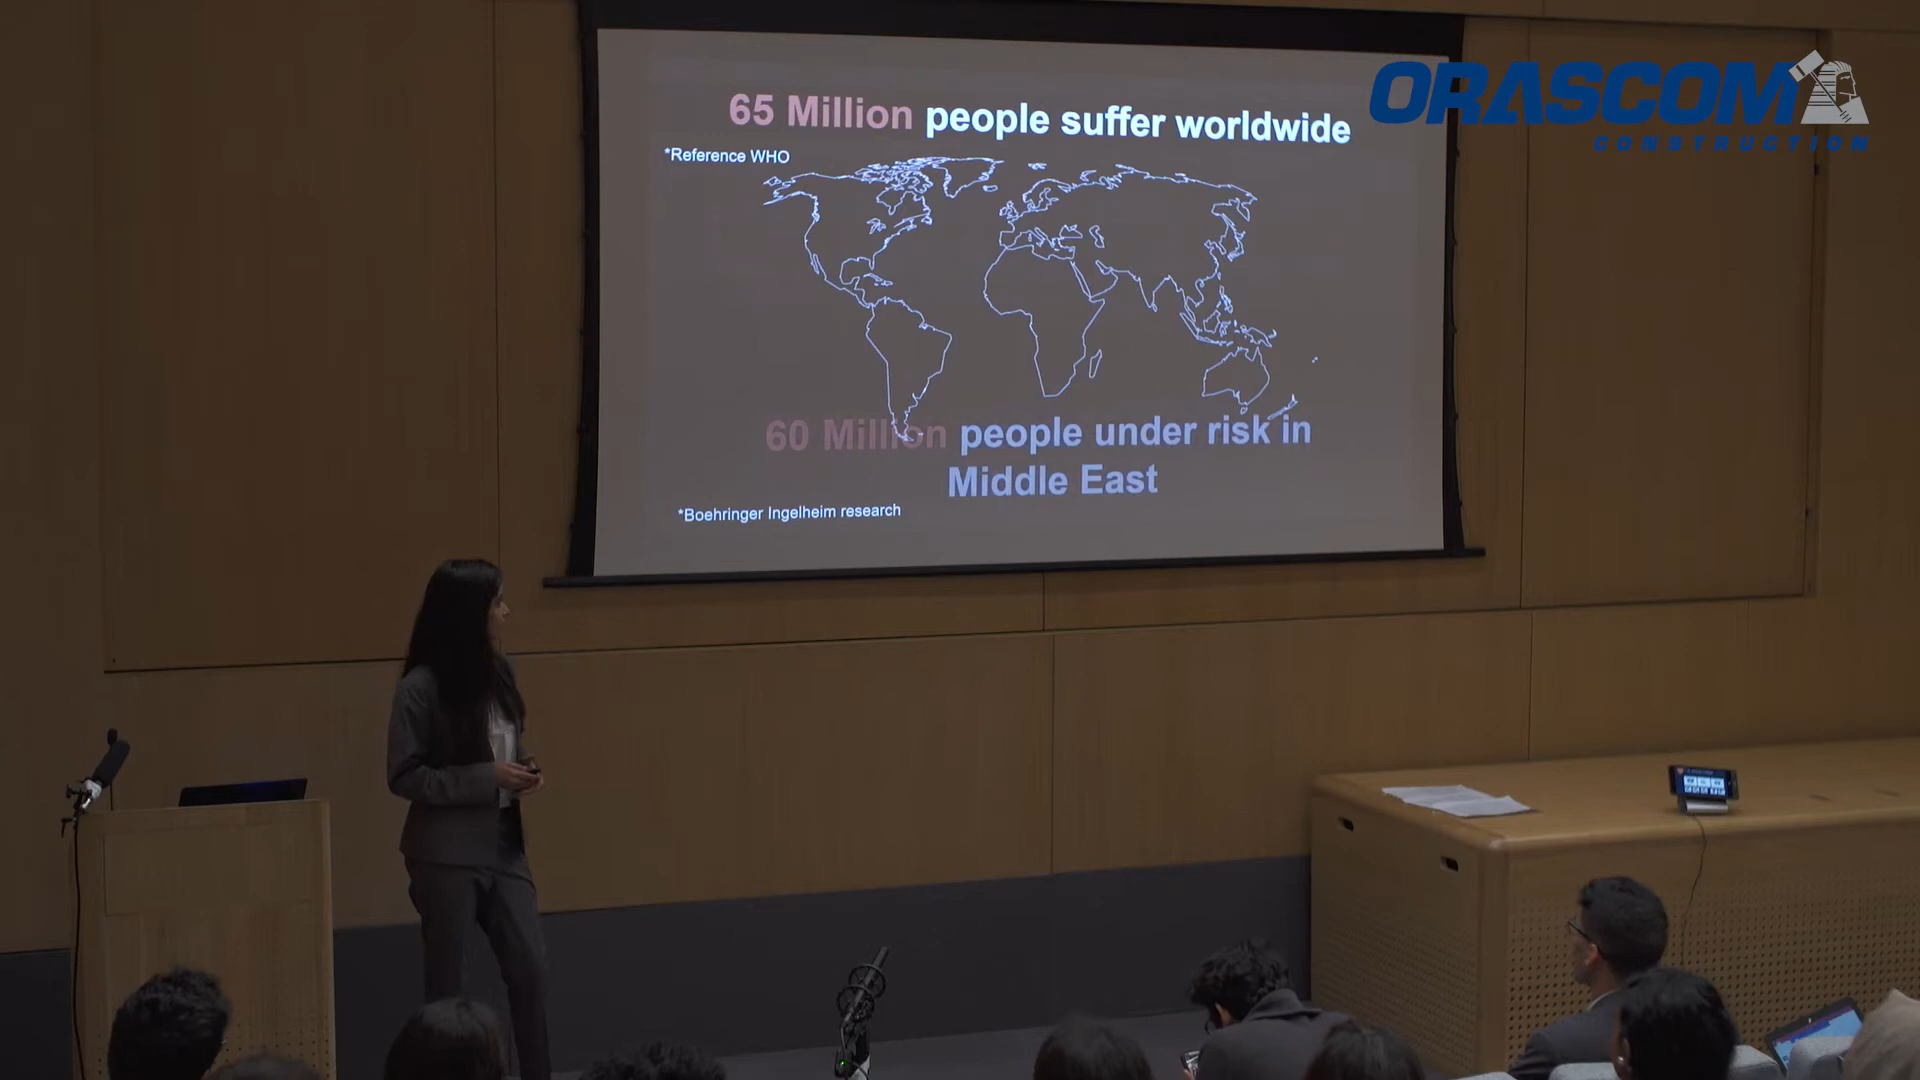 ORASCOM
CONSTRUCTION
65 Million people suffer worldwide
*Reference WHO
60 Million people under risk in
Middle East
*Boehringer Ingelheim research